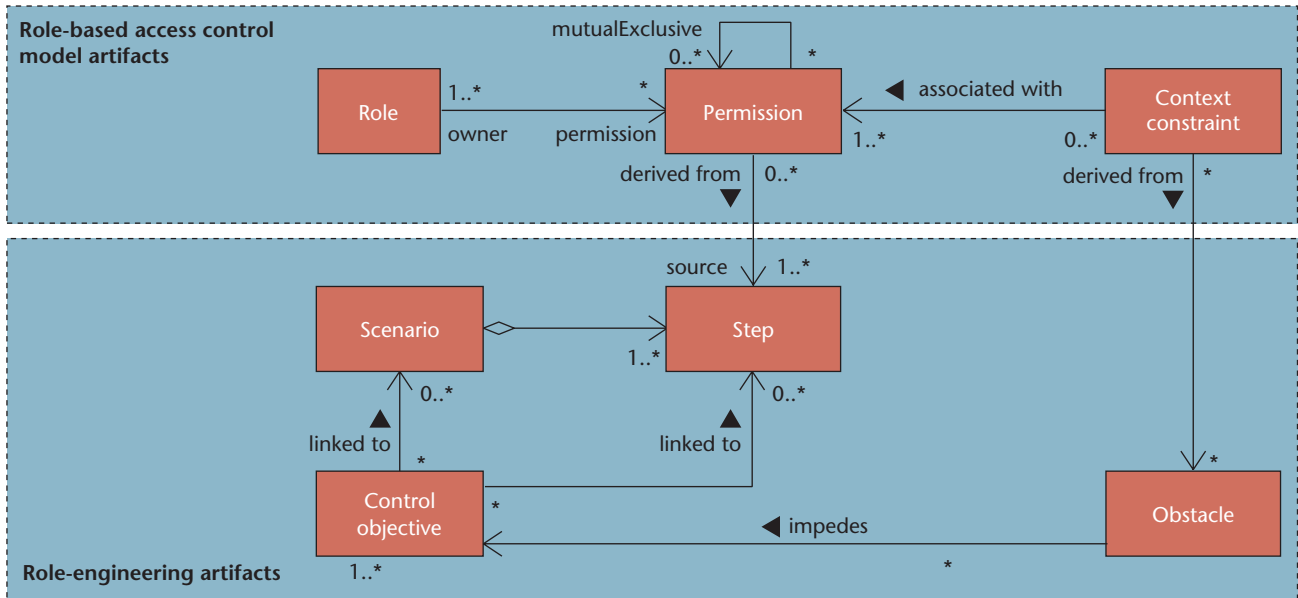 Role-based access control
model artifacts
mutualExclusive
0..*
*
Role
1..*
*
owner
permission
Permission
associated with
1..*
0..*
Context
constraint
derived from
0..*
derived from
*
source
1..*
Scenario
1..*
Step
0..*
0..*
linked to
linked to
*
*
Control
objective
*
Obstacle
impedes
1..*
*
Role-engineering artifacts